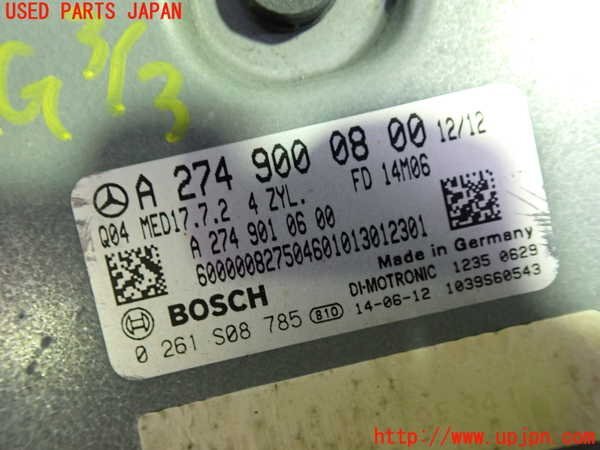 USED PARTS JAPAN
G 3/3
A 274 900 08 00 12/12
Q04 MED17.7.2 4 ZYL. FD 14M06
A 274 901 06 00
60000082750460101301230​1
Made in Germany
BOSCH DI-MOTRONIC 1235 0629
0 261 S08 785 B10 14-06-12 1039S60543
http://www.upjpn.com/